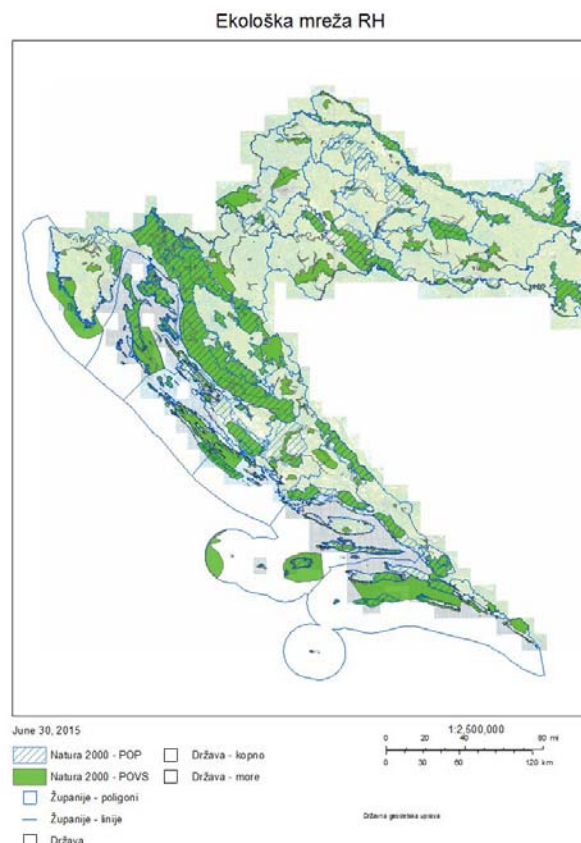 Ekološka mreža RH
June 30, 2015
Natura 2000 - POP
Natura 2000 - POVS
Županije - poligoni
Županije - linije
Država
Država - kopno
Država - more
1:2,500,000
0 20 40 80 mi
0 30 60 120 km
Državna geodetska uprava